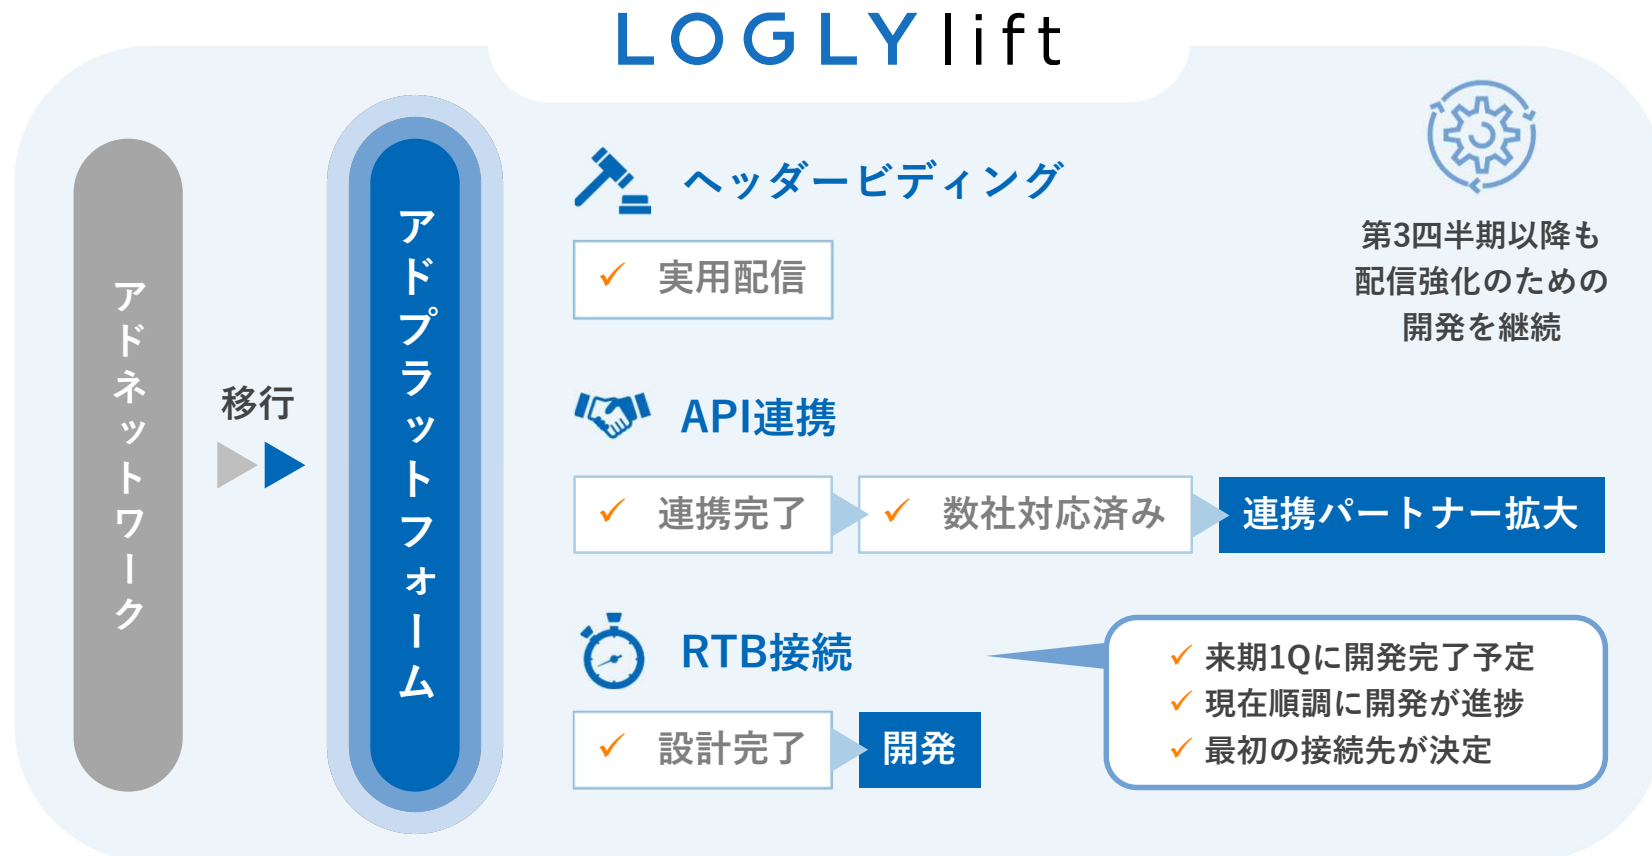 LOGLY lift
アドネットワーク
移行
アドプラットフォーム
ヘッダービディング
✓ 実用配信
API連携
✓ 連携完了
✓ 数社対応済み
連携パートナー拡大
RTB接続
✓ 設計完了
開発
✓ 来期1Qに開発完了予定
✓ 現在順調に開発が進捗
✓ 最初の接続先が決定
第3四半期以降も
配信強化のための
開発を継続